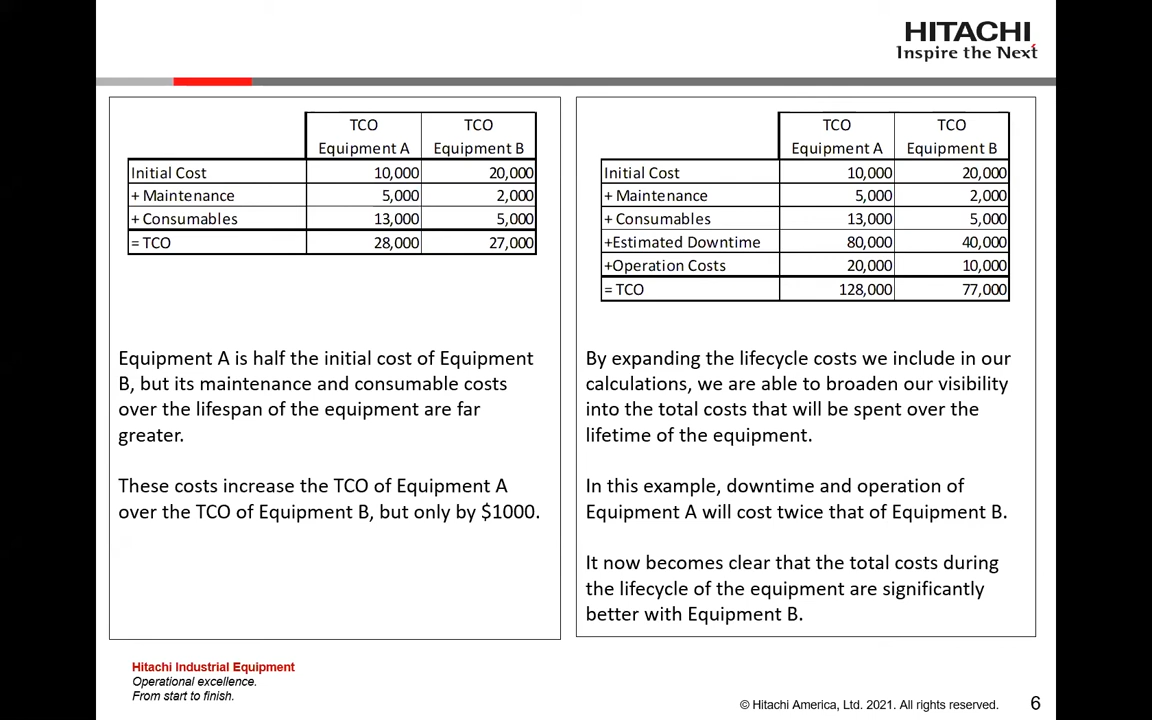 HITACHI
Inspire the Next
TCO TCO
Equipment A Equipment B
Initial Cost 10,000 20,000
+ Maintenance 5,000 2,000
+ Consumables 13,000 5,000
= TCO 28,000 27,000
Equipment A is half the initial cost of Equipment
B, but its maintenance and consumable costs
over the lifespan of the equipment are far
greater.
These costs increase the TCO of Equipment A
over the TCO of Equipment B, but only by $1000.
TCO TCO
Equipment A Equipment B
Initial Cost 10,000 20,000
+ Maintenance 5,000 2,000
+ Consumables 13,000 5,000
+Estimated Downtime 80,000 40,000
+Operation Costs 20,000 10,000
= TCO 128,000 77,000
By expanding the lifecycle costs we include in our
calculations, we are able to broaden our visibility
into the total costs that will be spent over the
lifetime of the equipment.
In this example, downtime and operation of
Equipment A will cost twice that of Equipment B.
It now becomes clear that the total costs during
the lifecycle of the equipment are significantly
better with Equipment B.
Hitachi Industrial Equipment
Operational excellence.
From start to finish.
© Hitachi America, Ltd. 2021. All rights reserved. 6